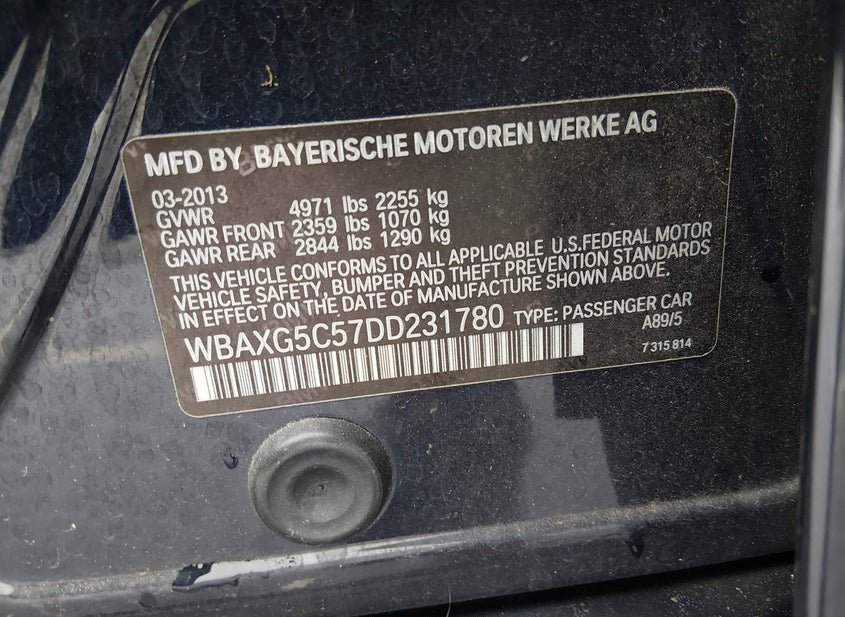 MFD BY BAYERISCHE MOTOREN WERKE AG
03-2013
GVWR 4971 lbs 2255 kg
GAWR FRONT 2359 lbs 1070 kg
GAWR REAR 2844 lbs 1290 kg
THIS VEHICLE CONFORMS TO ALL APPLICABLE U.S.FEDERAL MOTOR
VEHICLE SAFETY, BUMPER AND THEFT PREVENTION STANDARDS
IN EFFECT ON THE DATE OF MANUFACTURE SHOWN ABOVE.
WBAXG5C57DD231780 TYPE: PASSENGER CAR
A89/5
7 315 814